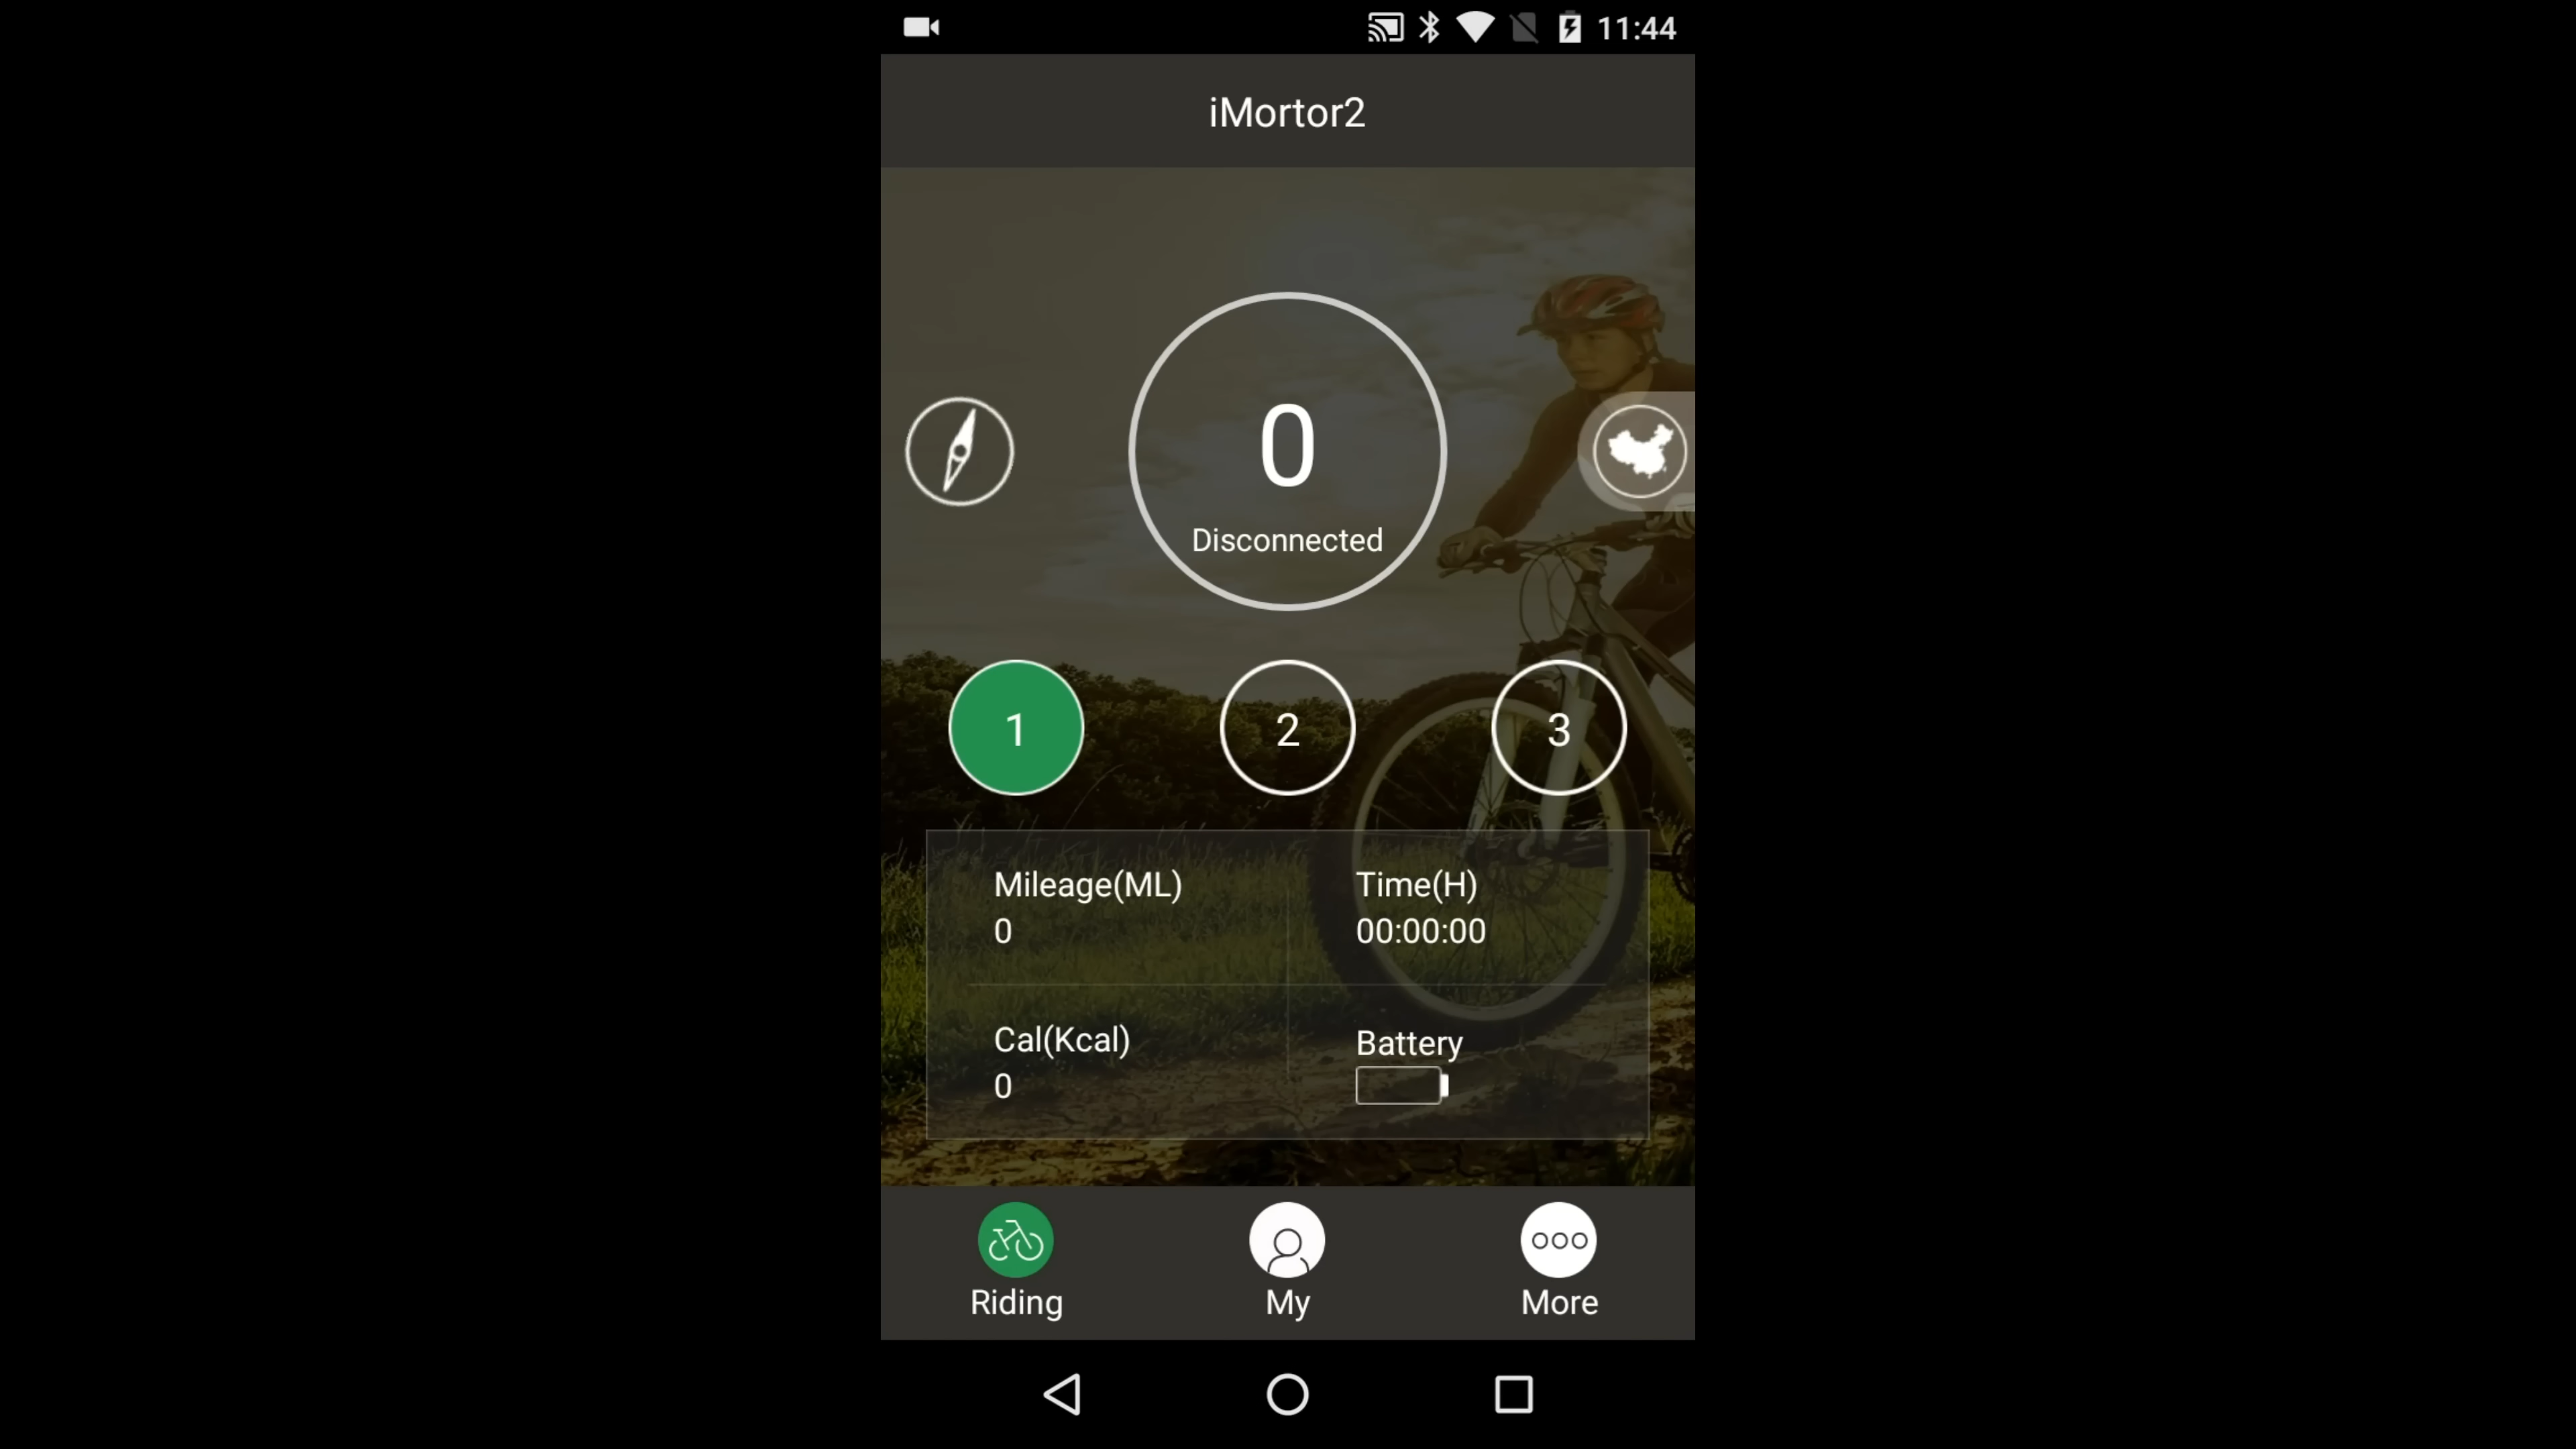 11:44
iMortor2
0
Disconnected
1
2
3
Mileage(ML)
0
Time(H)
00:00:00
Cal(Kcal)
0
Battery
Riding
My
More